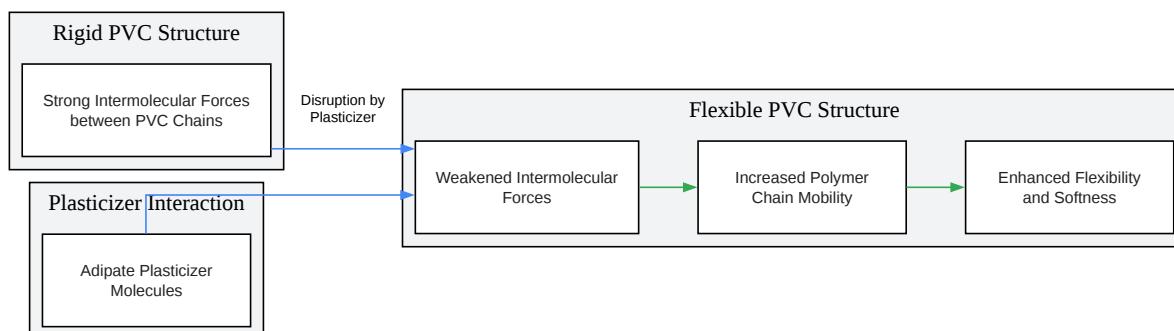 Rigid PVC Structure
Strong Intermolecular Forces
between PVC Chains
Disruption by
Plasticizer
Plasticizer Interaction
Adipate Plasticizer
Molecules
Flexible PVC Structure
Weakened Intermolecular
Forces
Increased Polymer
Chain Mobility
Enhanced Flexibility
and Softness